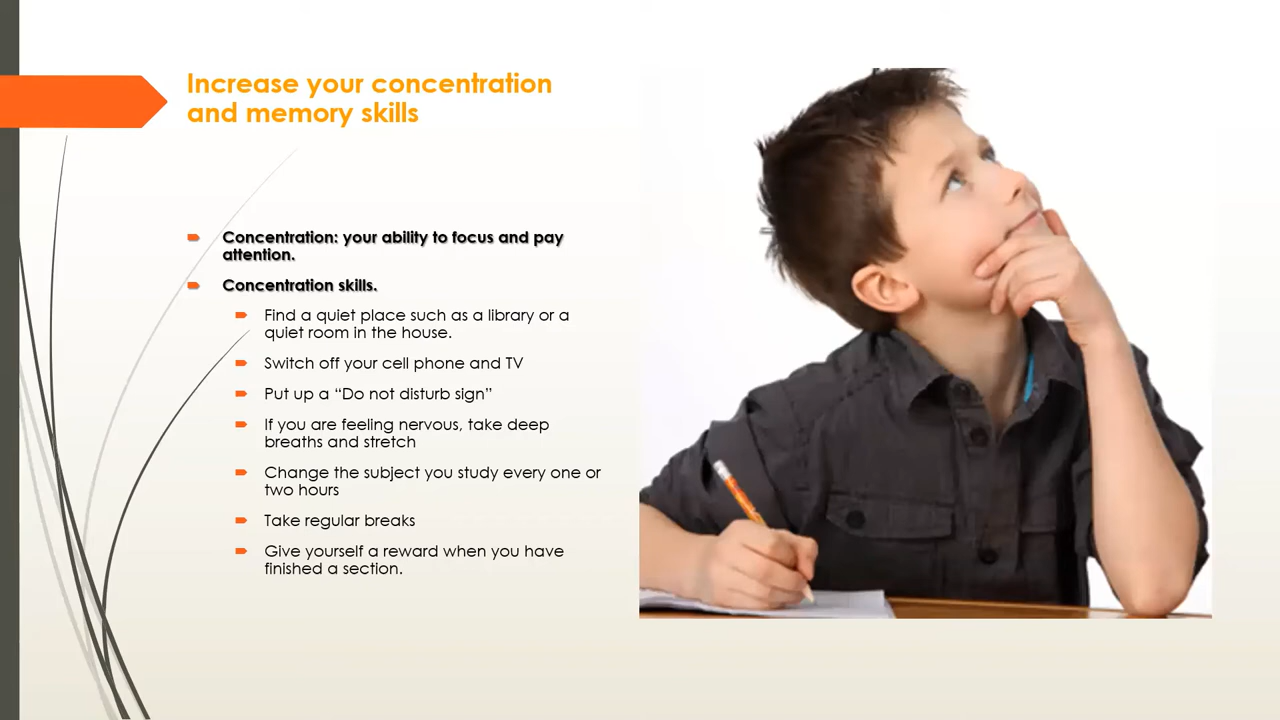 Increase your concentration
and memory skills
Concentration: your ability to focus and pay
attention.
Concentration skills.
Find a quiet place such as a library or a
quiet room in the house.
Switch off your cell phone and TV
Put up a “Do not disturb sign”
If you are feeling nervous, take deep
breaths and stretch
Change the subject you study every one or
two hours
Take regular breaks
Give yourself a reward when you have
finished a section.